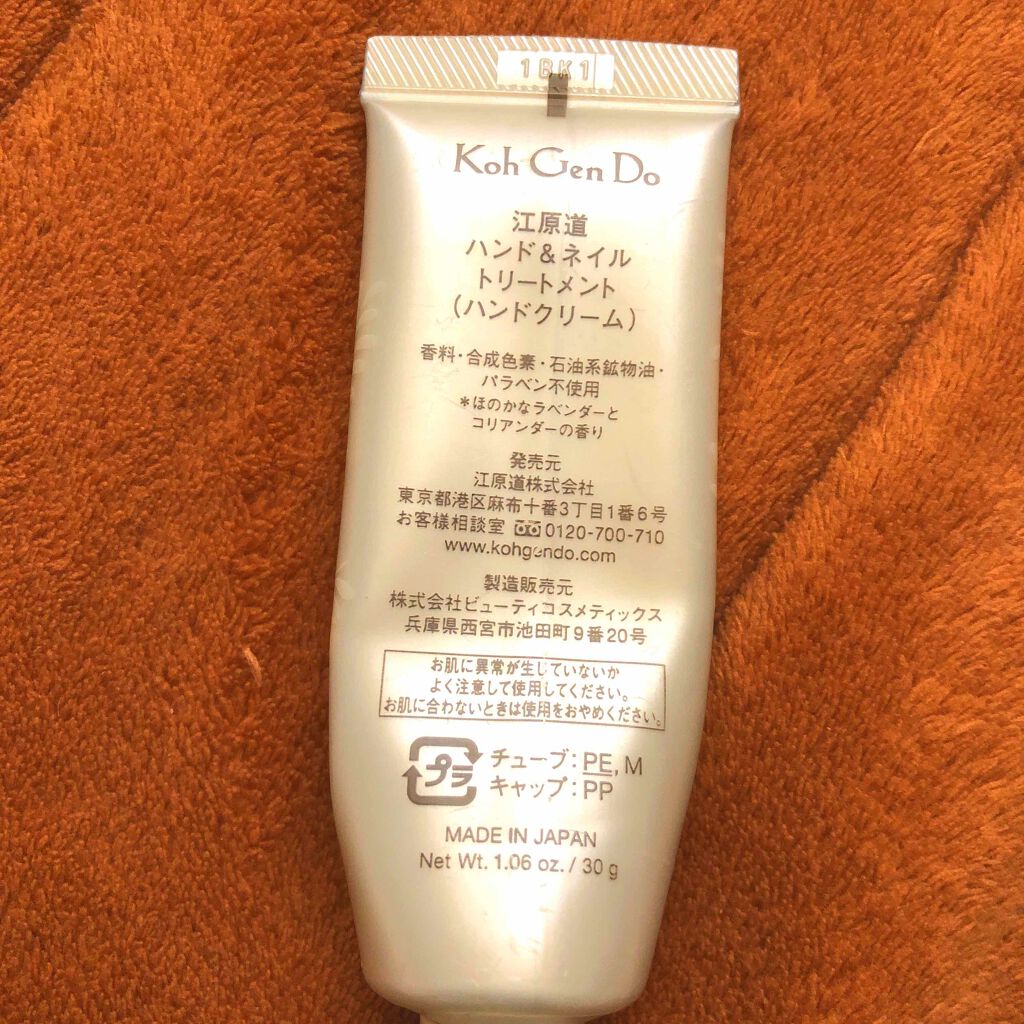 1BK1
Koh Gen Do
江原道
ハンド&ネイル
トリートメント
(ハンドクリーム)
香料・合成色素・石油系鉱物油・
パラベン不使用
*ほのかなラベンダーと
コリアンダーの香り
発売元
江原道株式会社
東京都港区麻布十番3丁目1番6号
お客様相談室 0120-700-710
www.kohgendo.com
製造販売元
株式会社ビューティコスメティックス
兵庫県西宮市池田町9番20号
お肌に異常が生じていないか
よく注意して使用してください。
お肌に合わないときは使用をおやめください。
プラ
チューブ:PE, M
キャップ:PP
MADE IN JAPAN
Net Wt. 1.06 oz. / 30 g